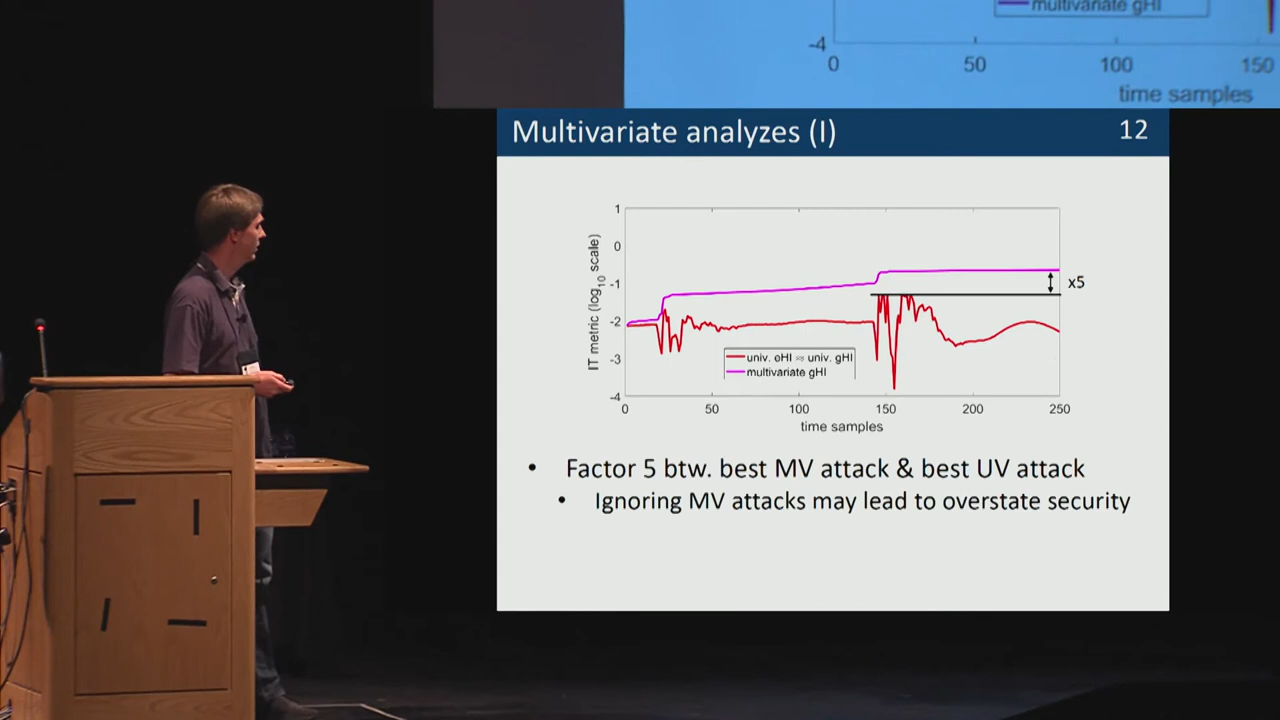 multivariate gHI
-4
0 50 100 150
time samples
Multivariate analyzes (I) 12
1
0
-1
-2
-3
-4
IT metric (log10 scale)
x5
univ. eHI ≈ univ. gHI
multivariate gHI
0 50 100 150 200 250
time samples
• Factor 5 btw. best MV attack & best UV attack
• Ignoring MV attacks may lead to overstate security